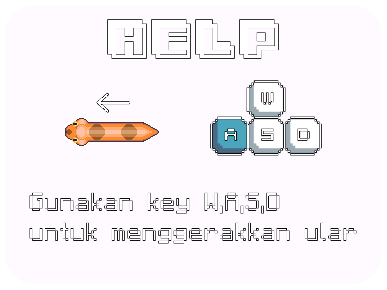 HELP
W
A S D
Gunakan key W,A,S,D
untuk menggerakkan ular